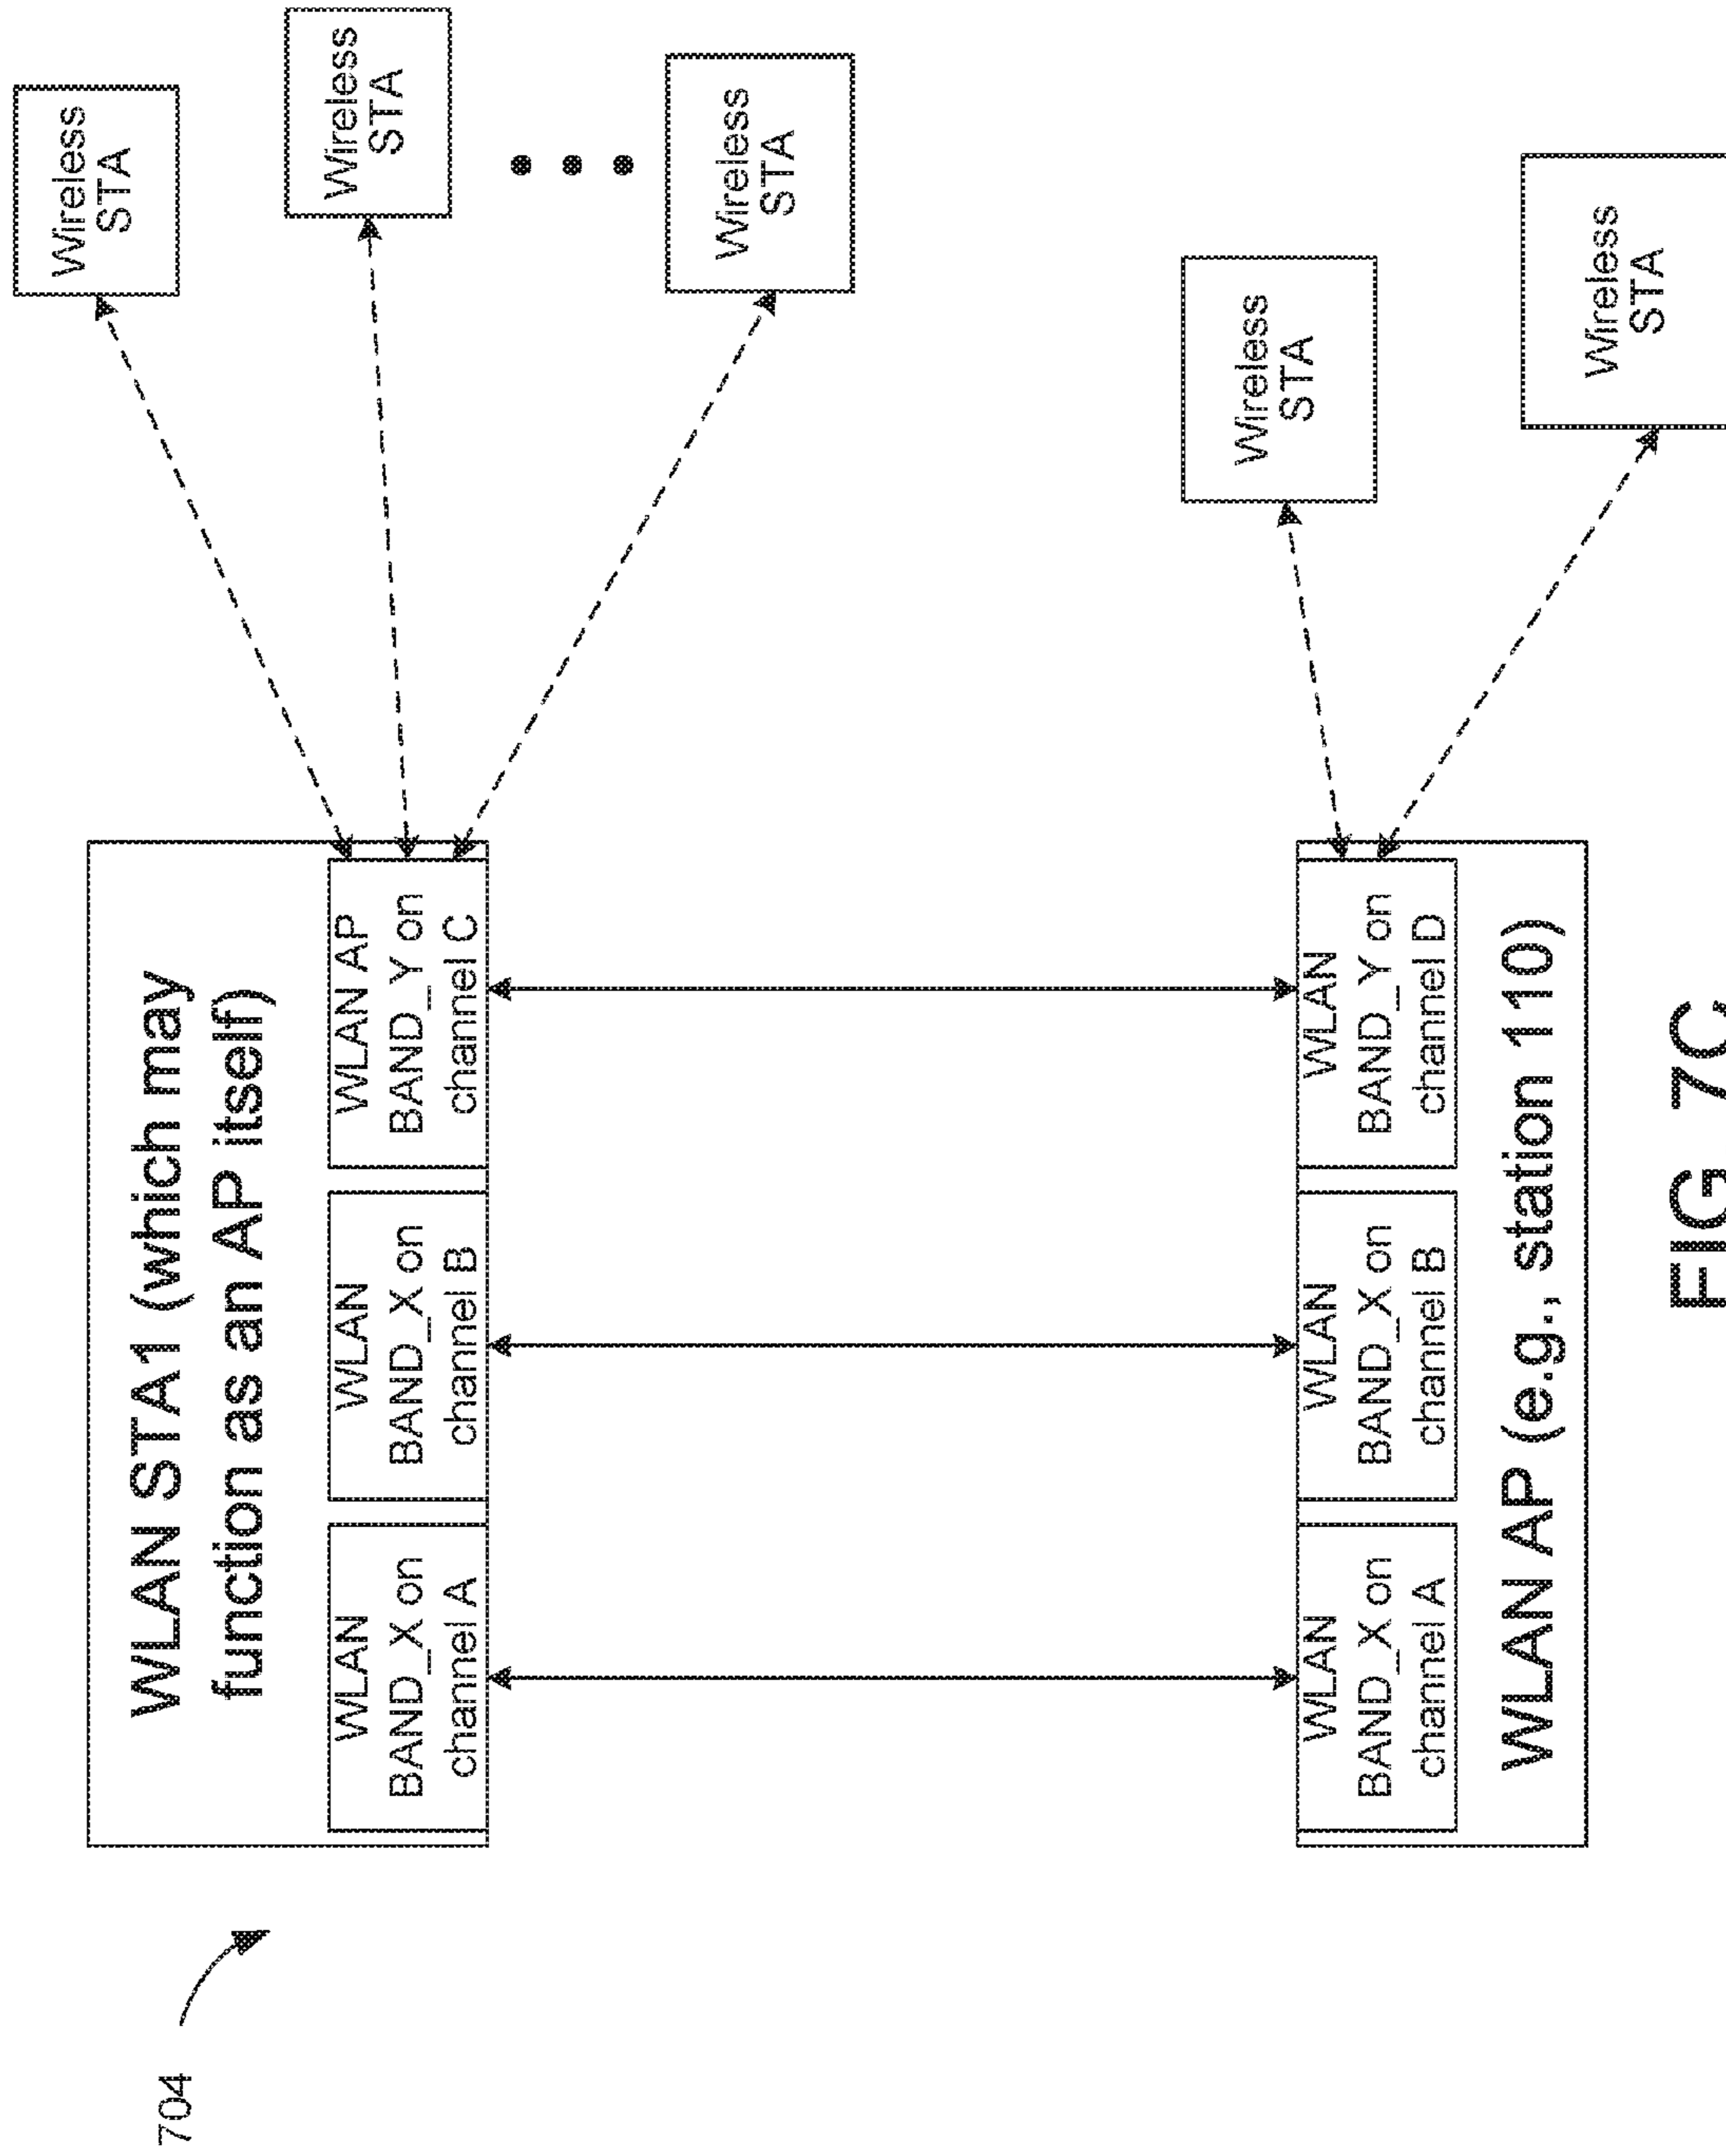 704
WLAN STA1 (which may
function as an AP itself)
WLAN
BAND_X on
channel A
WLAN
BAND_X on
channel B
WLAN AP
BAND_Y on
channel C
Wireless
STA
Wireless
STA
Wireless
STA
WLAN
BAND_X on
channel A
WLAN
BAND_X on
channel B
WLAN
BAND_Y on
channel D
WLAN AP (e.g., station 110)
Wireless
STA
Wireless
STA
FIG 7C